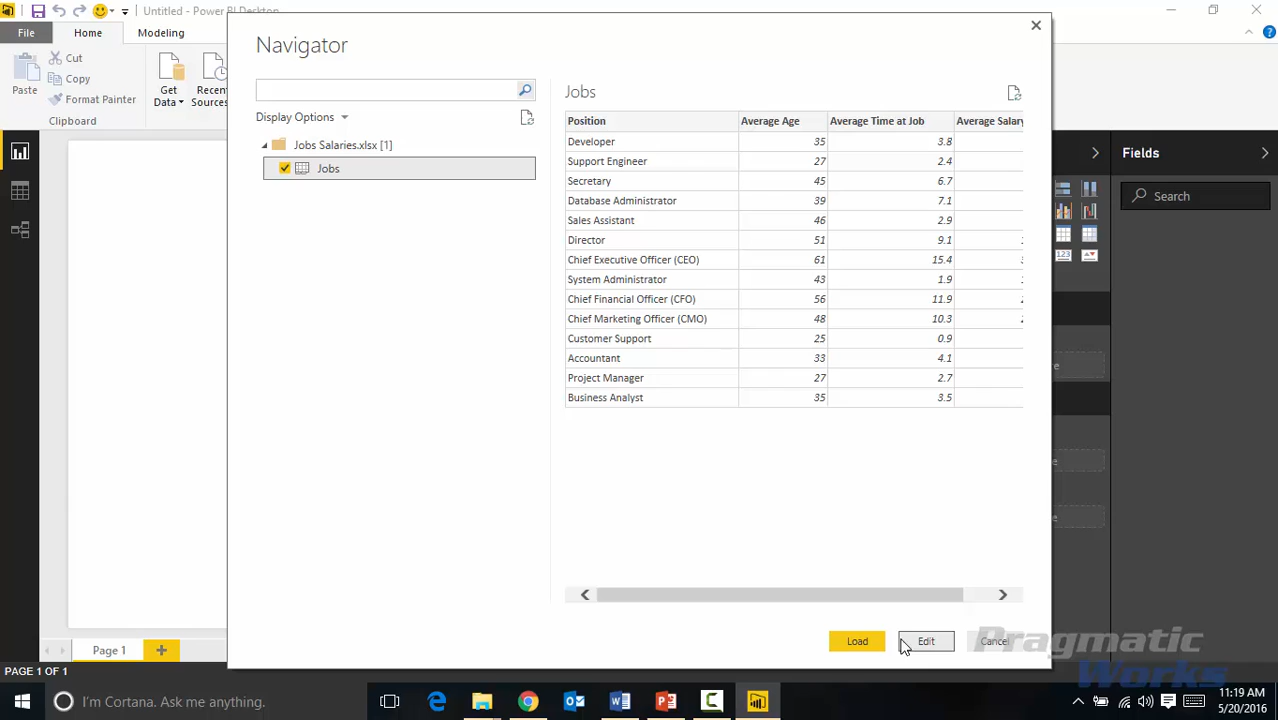 Untitled - Power BI Desktop
File
Home
Modeling
Paste
Cut
Copy
Format Painter
Clipboard
Get
Data
Recent
Sources
Navigator
Display Options
Jobs Salaries.xlsx [1]
Jobs
Jobs
Position Average Age Average Time at Job Average Salary
Developer 35 3.8
Support Engineer 27 2.4
Secretary 45 6.7
Database Administrator 39 7.1
Sales Assistant 46 2.9
Director 51 9.1
Chief Executive Officer (CEO) 61 15.4
System Administrator 43 1.9
Chief Financial Officer (CFO) 56 11.9
Chief Marketing Officer (CMO) 48 10.3
Customer Support 25 0.9
Accountant 33 4.1
Project Manager 27 2.7
Business Analyst 35 3.5
Load
Edit
Cancel
Fields
Search
123
Page 1
PAGE 1 OF 1
Pragmatic
Works
I'm Cortana. Ask me anything.
11:19 AM
5/20/2016